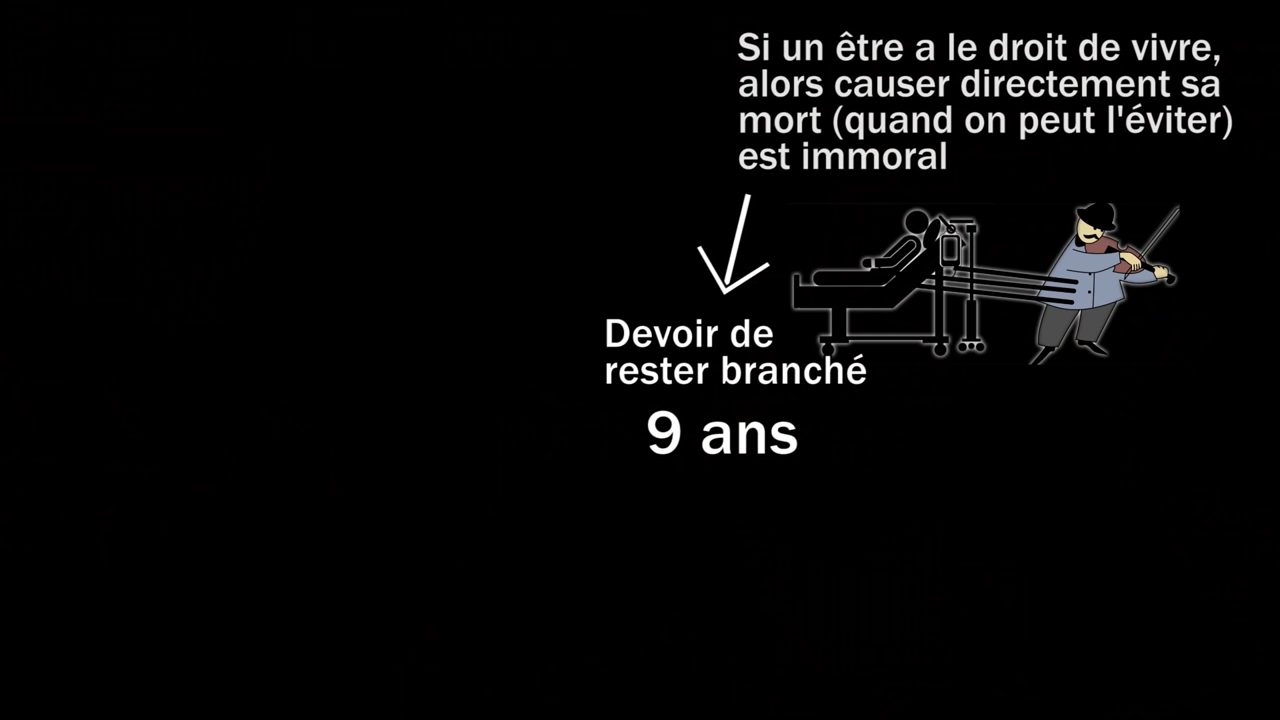 Si un être a le droit de vivre,
alors causer directement sa
mort (quand on peut l'éviter)
est immoral
Devoir de
rester branché
9 ans